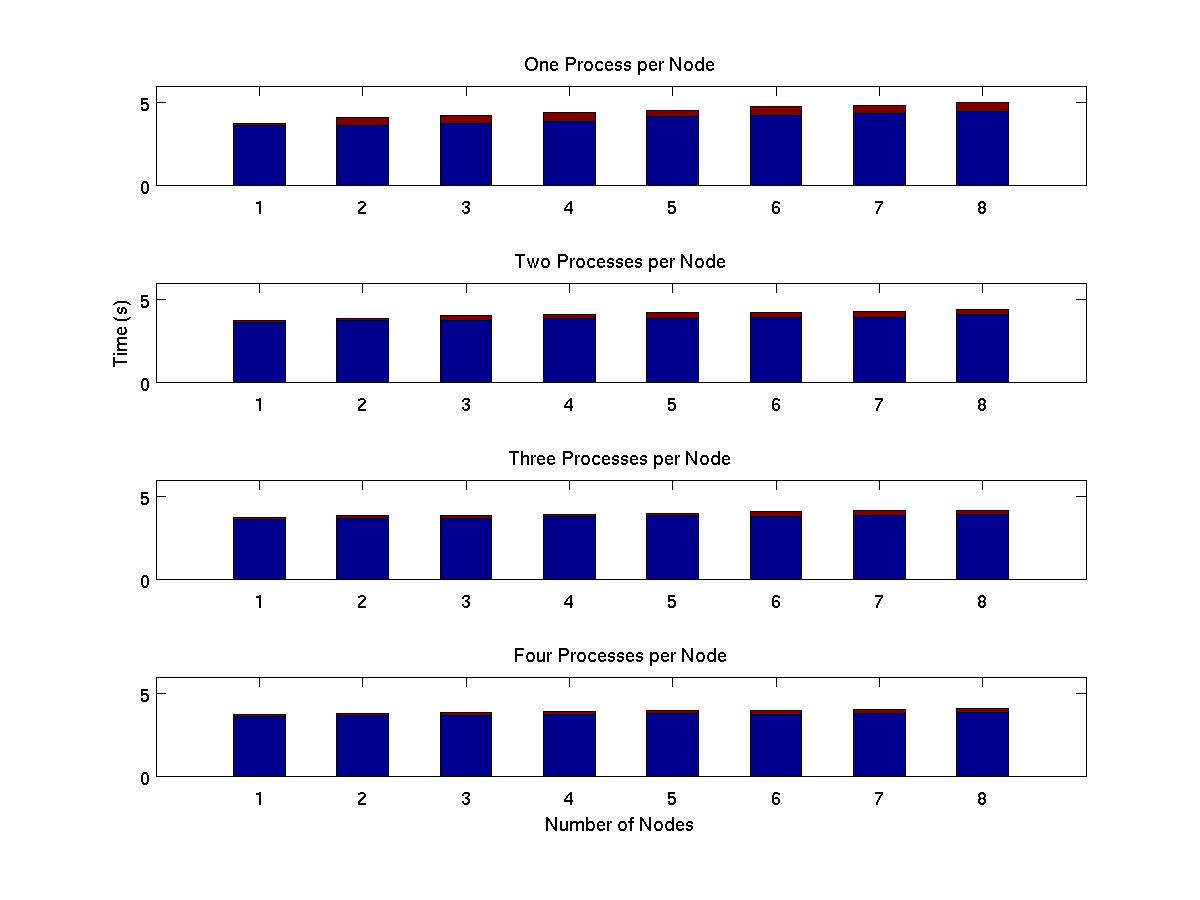 One Process per Node
5
0
1 2 3 4 5 6 7 8
Two Processes per Node
5
Time (s)
0
1 2 3 4 5 6 7 8
Three Processes per Node
5
0
1 2 3 4 5 6 7 8
Four Processes per Node
5
0
1 2 3 4 5 6 7 8
Number of Nodes